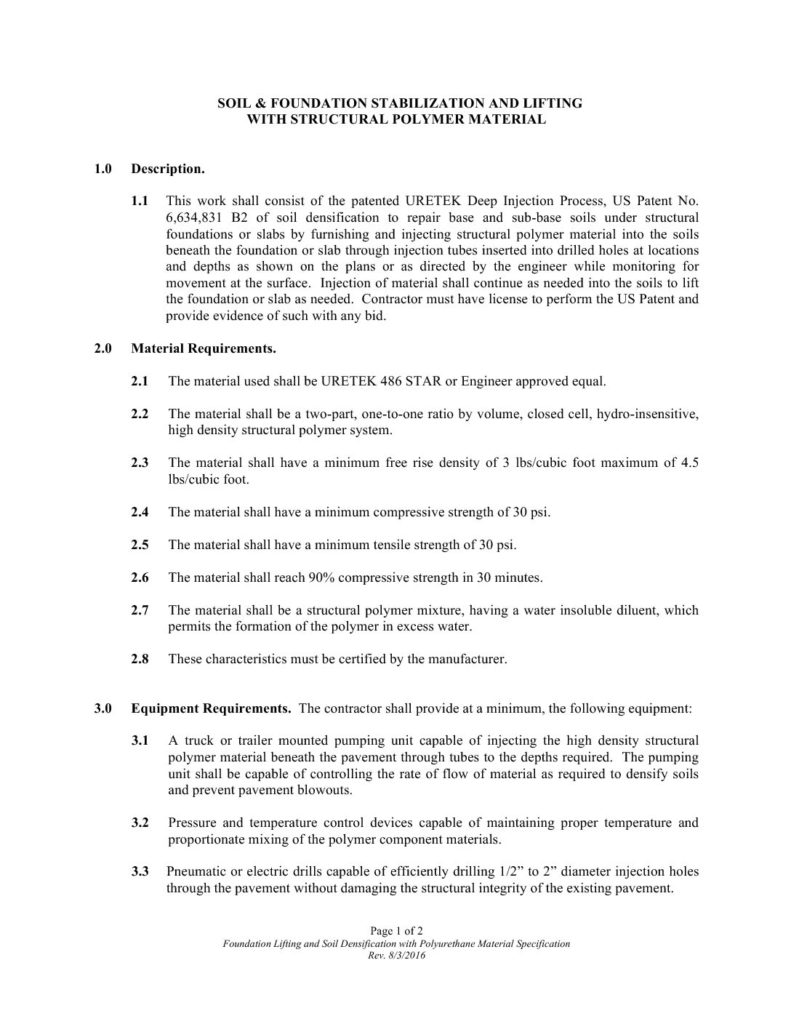 SOIL & FOUNDATION STABILIZATION AND LIFTING
WITH STRUCTURAL POLYMER MATERIAL
1.0 Description.
1.1 This work shall consist of the patented URETEK Deep Injection Process, US Patent No.
6,634,831 B2 of soil densification to repair base and sub-base soils under structural
foundations or slabs by furnishing and injecting structural polymer material into the soils
beneath the foundation or slab through injection tubes inserted into drilled holes at locations
and depths as shown on the plans or as directed by the engineer while monitoring for
movement at the surface. Injection of material shall continue as needed into the soils to lift
the foundation or slab as needed. Contractor must have license to perform the US Patent and
provide evidence of such with any bid.
2.0 Material Requirements.
2.1 The material used shall be URETEK 486 STAR or Engineer approved equal.
2.2 The material shall be a two-part, one-to-one ratio by volume, closed cell, hydro-insensitive,
high density structural polymer system.
2.3 The material shall have a minimum free rise density of 3 lbs/cubic foot maximum of 4.5
lbs/cubic foot.
2.4 The material shall have a minimum compressive strength of 30 psi.
2.5 The material shall have a minimum tensile strength of 30 psi.
2.6 The material shall reach 90% compressive strength in 30 minutes.
2.7 The material shall be a structural polymer mixture, having a water insoluble diluent, which
permits the formation of the polymer in excess water.
2.8 These characteristics must be certified by the manufacturer.
3.0 Equipment Requirements. The contractor shall provide at a minimum, the following equipment:
3.1 A truck or trailer mounted pumping unit capable of injecting the high density structural
polymer material beneath the pavement through tubes to the depths required. The pumping
unit shall be capable of controlling the rate of flow of material as required to densify soils
and prevent pavement blowouts.
3.2 Pressure and temperature control devices capable of maintaining proper temperature and
proportionate mixing of the polymer component materials.
3.3 Pneumatic or electric drills capable of efficiently drilling 1/2” to 2” diameter injection holes
through the pavement without damaging the structural integrity of the existing pavement.
Page 1 of 2
Foundation Lifting and Soil Densification with Polyurethane Material Specification
Rev. 8/3/2016